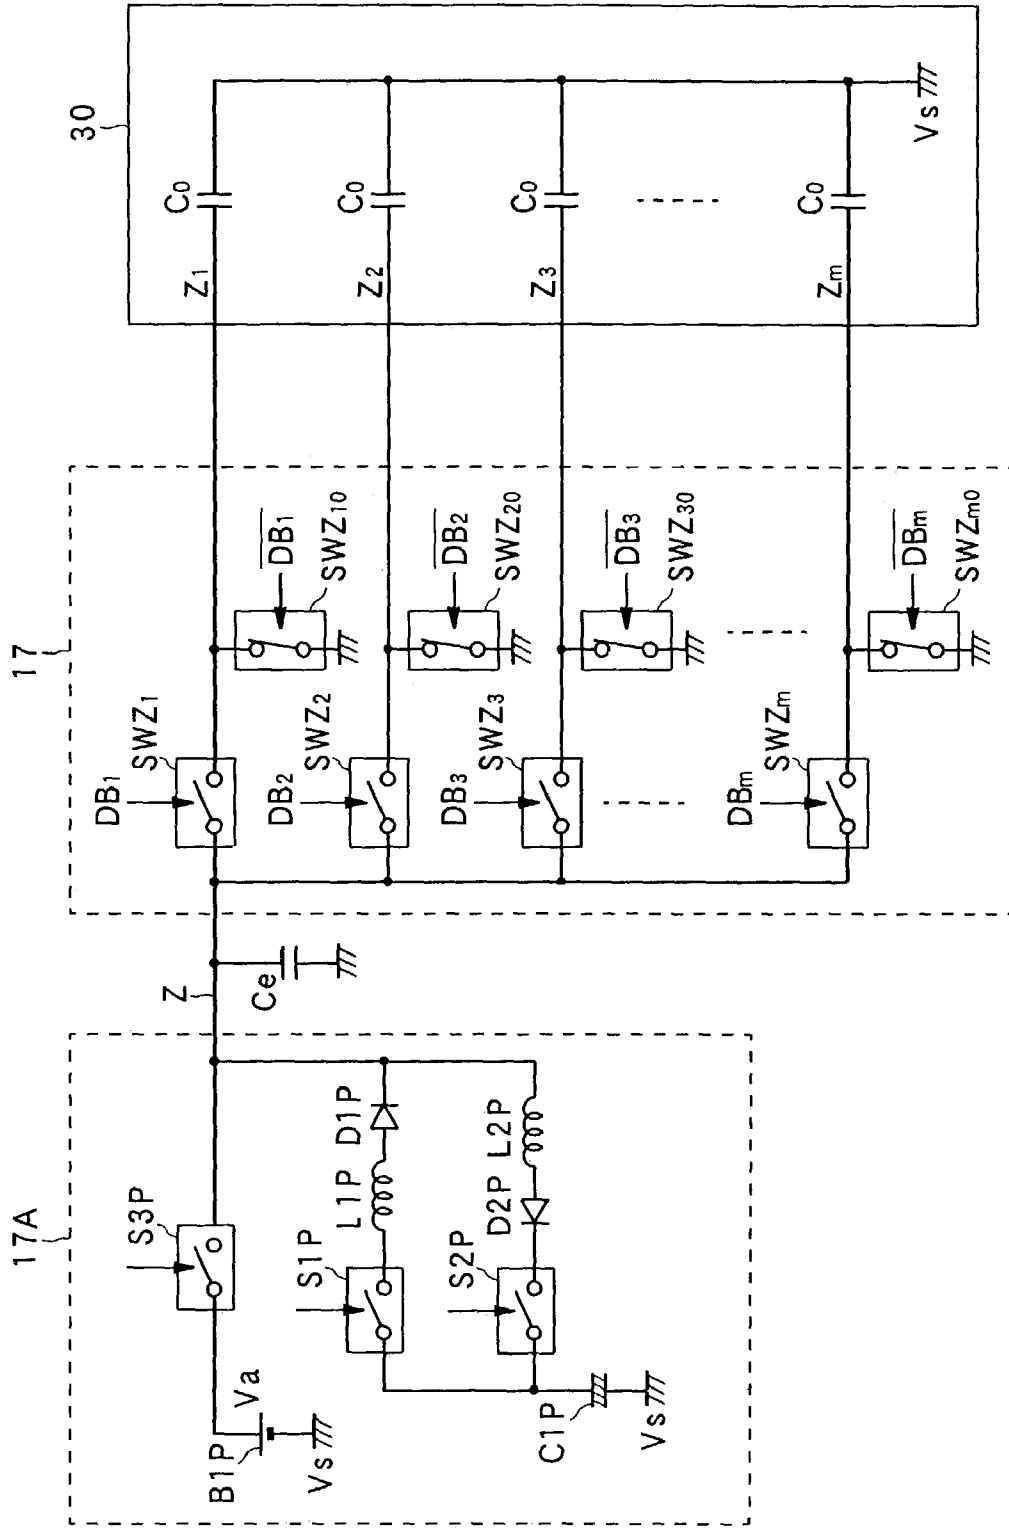 17A
17
30
S3P
Va
B1P
Vs
S1P
L1P
D1P
S2P
D2P
L2P
C1P
Vs
Z
Ce
DB1
SWZ1
DB1
SWZ10
Z1
C0
DB2
SWZ2
DB2
SWZ20
Z2
C0
DB3
SWZ3
DB3
SWZ30
Z3
C0
DBm
SWZm
DBm
SWZm0
Zm
C0
Vs